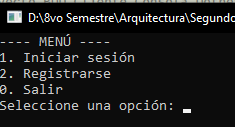 D:\8vo Semestre\Arquitectura\Segundo
---- MENÚ ----
1. Iniciar sesión
2. Registrarse
0. Salir
Seleccione una opción: